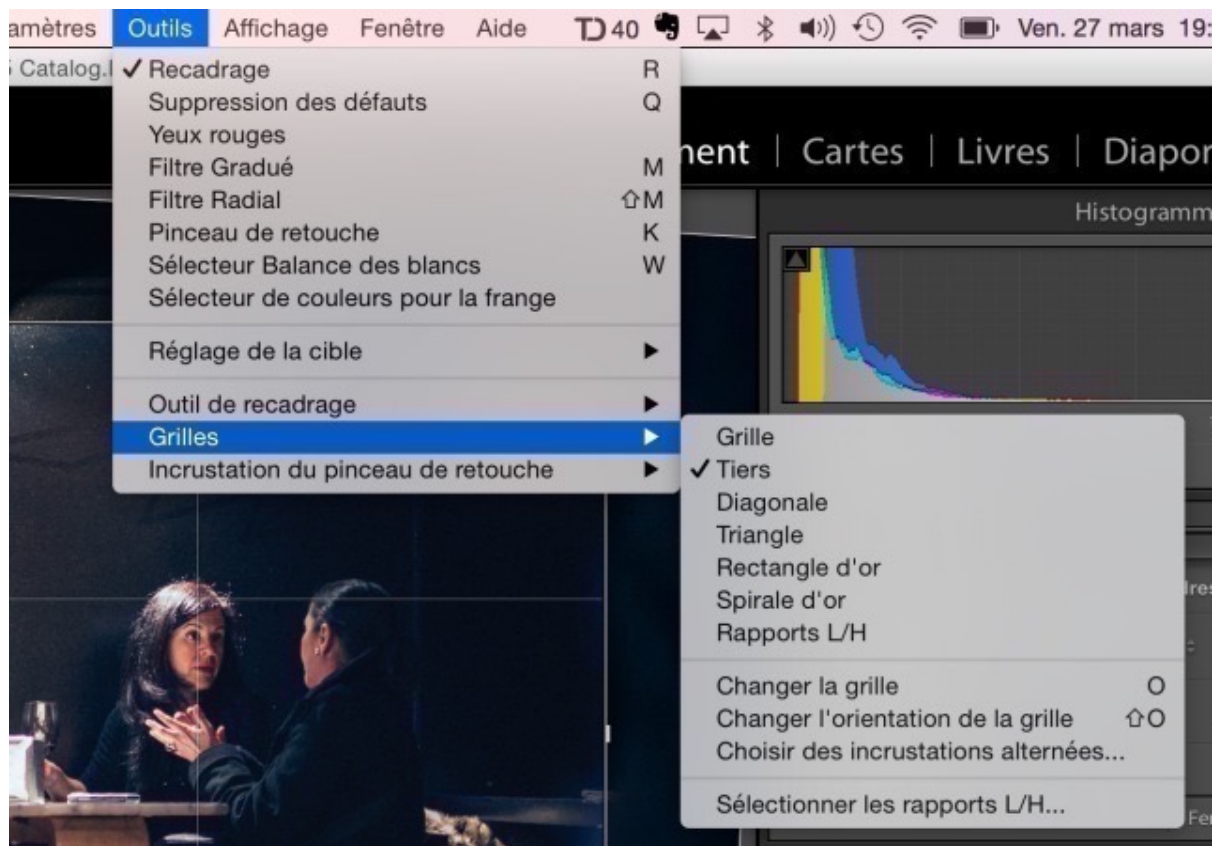 amètres Outils Affichage Fenêtre Aide 40 Ven. 27 mars 19:
Catalog.
✓ Recadrage R
Suppression des défauts Q
Yeux rouges
Filtre Gradué M
Filtre Radial ⇧M
Pinceau de retouche K
Sélecteur Balance des blancs W
Sélecteur de couleurs pour la frange
Réglage de la cible ▶
Outil de recadrage ▶
Grilles ▶
Incrustation du pinceau de retouche ▶
ment | Cartes | Livres | Diapor
Histogramm
Grille
✓ Tiers
Diagonale
Triangle
Rectangle d'or
Spirale d'or
Rapports L/H
Changer la grille O
Changer l'orientation de la grille ⇧O
Choisir des incrustations alternées...
Sélectionner les rapports L/H...